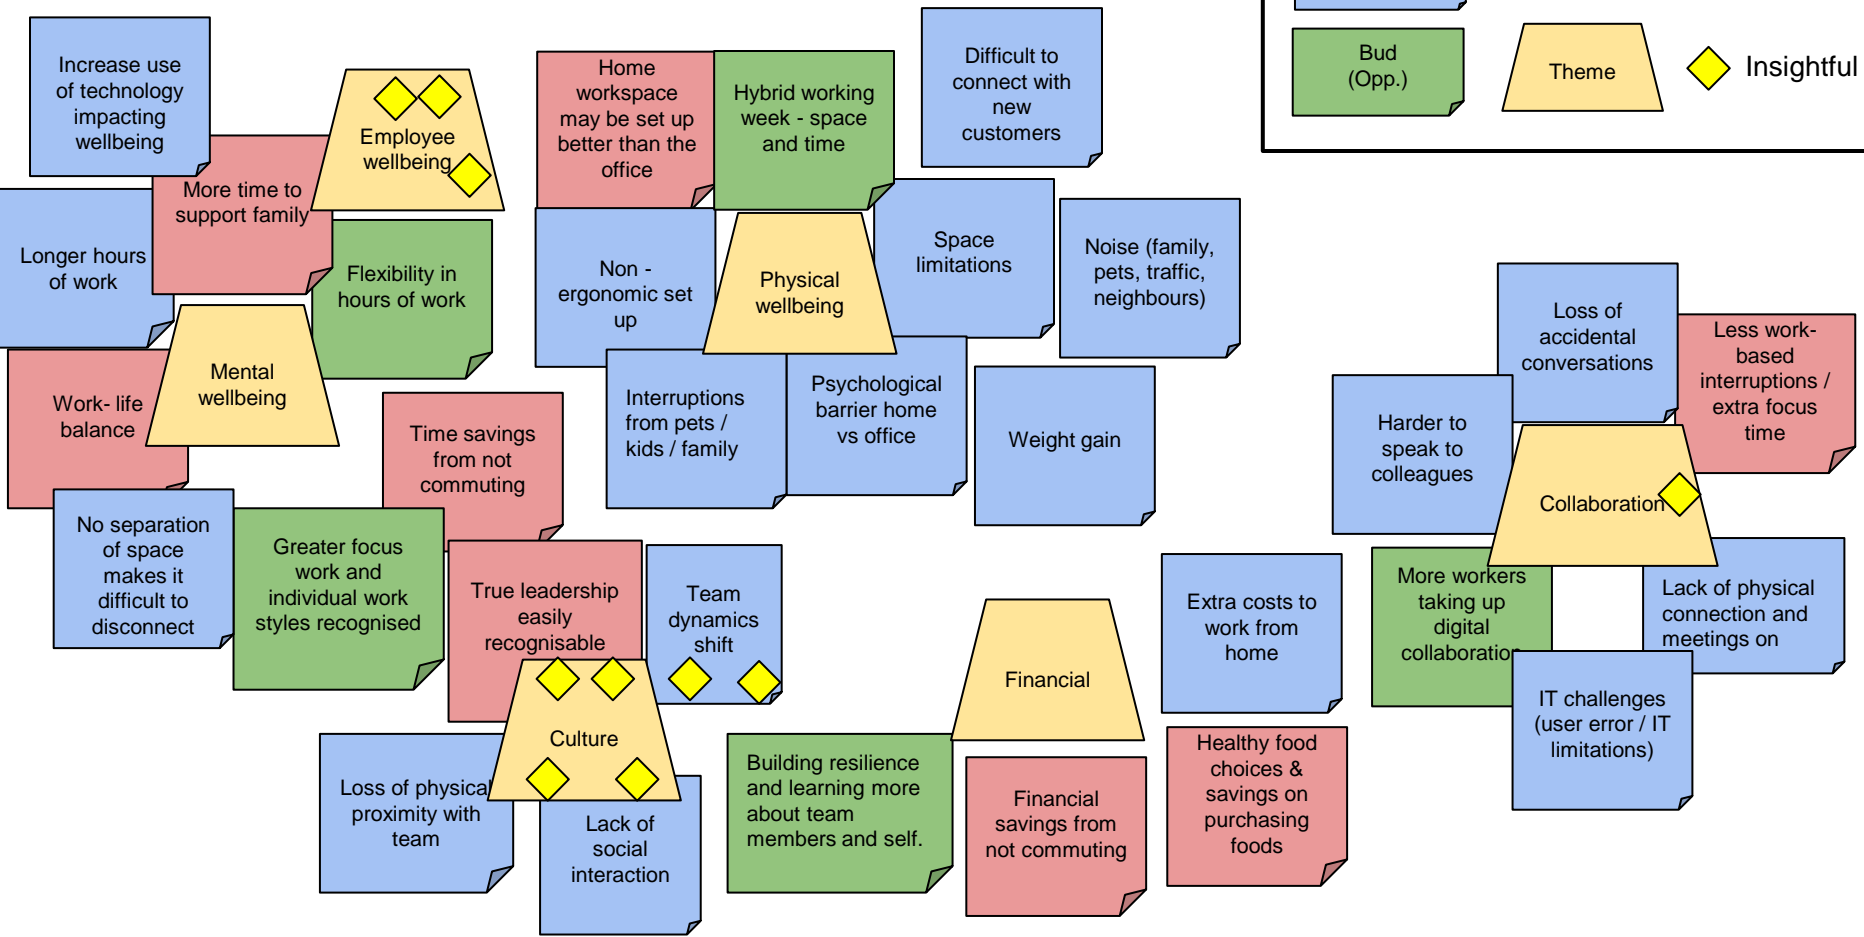 Increase use
of technology
impacting
wellbeing
More time to
support family
Employee
wellbeing
Longer hours
of work
Flexibility in
hours of work
Mental
wellbeing
Work- life
balance
No separation
of space
makes it
difficult to
disconnect
Greater focus
work and
individual work
styles recognised
Time savings
from not
commuting
Home
workspace
may be set up
better than the
office
Hybrid working
week - space
and time
Difficult to
connect with
new
customers
Non -
ergonomic set
up
Physical
wellbeing
Space
limitations
Noise (family,
pets, traffic,
neighbours)
Interruptions
from pets /
kids / family
Psychological
barrier home
vs office
Weight gain
True leadership
easily
recognisable
Team
dynamics
shift
Culture
Loss of physical
proximity with
team
Lack of
social
interaction
Financial
Building resilience
and learning more
about team
members and self.
Financial
savings from
not commuting
Extra costs to
work from
home
Healthy food
choices &
savings on
purchasing
foods
Bud
(Opp.)
Theme
Insightful
Loss of
accidental
conversations
Less work-
based
interruptions /
extra focus
time
Harder to
speak to
colleagues
Collaboration
More workers
taking up
digital
collaboration
Lack of physical
connection and
meetings on
IT challenges
(user error / IT
limitations)